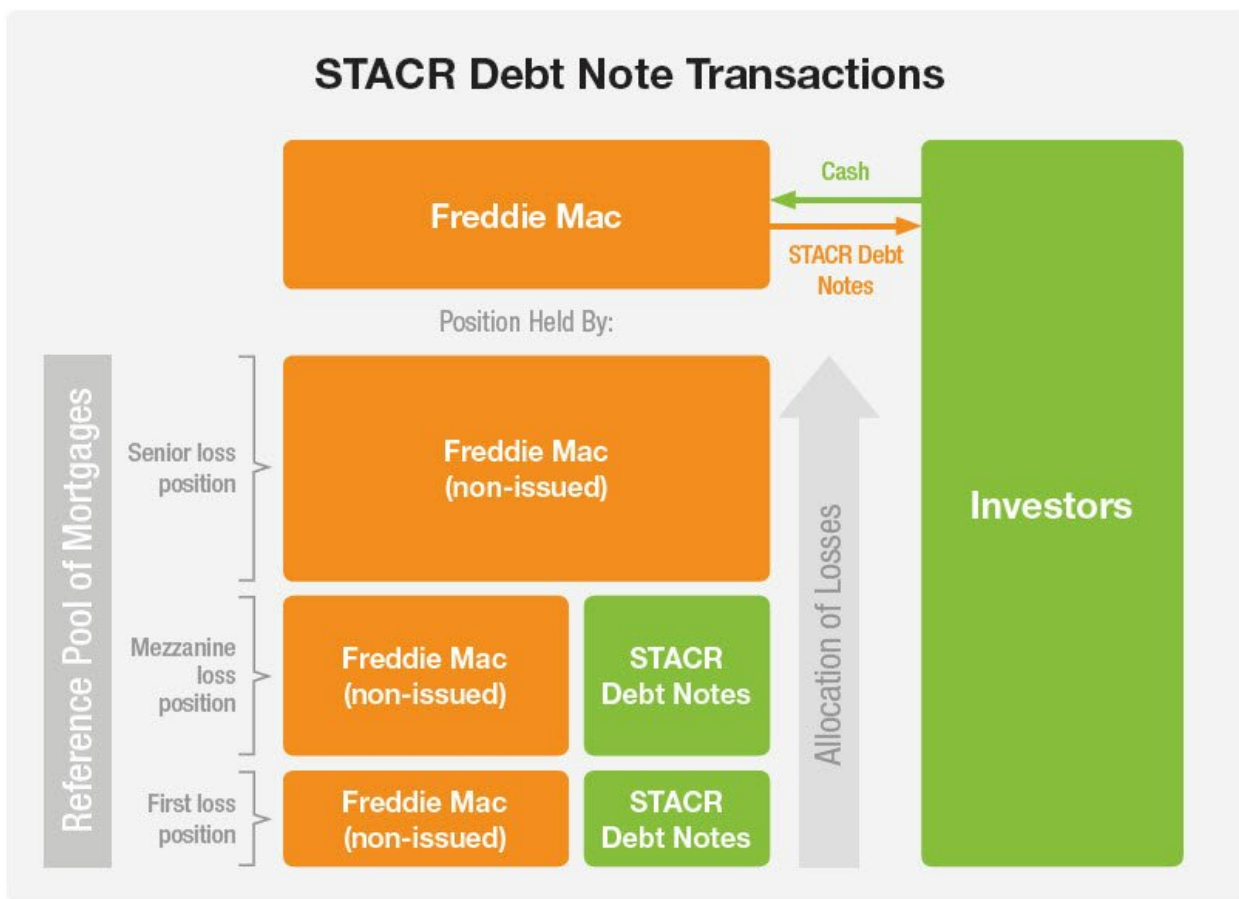 STACR Debt Note Transactions
Freddie Mac
Cash
STACR Debt
Notes
Investors
Position Held By:
Reference Pool of Mortgages
Senior loss
position
Freddie Mac
(non-issued)
Allocation of Losses
Mezzanine
loss
position
Freddie Mac
(non-issued)
STACR
Debt Notes
First loss
position
Freddie Mac
(non-issued)
STACR
Debt Notes